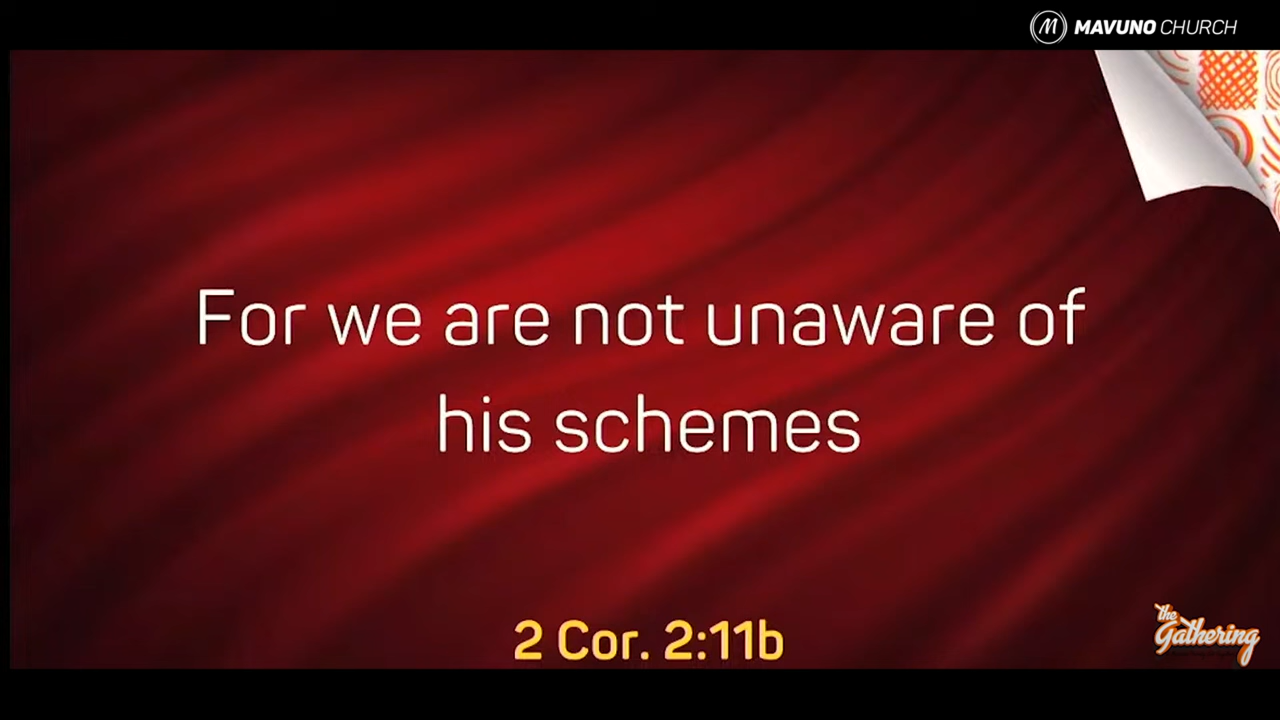 MAVUNO CHURCH
For we are not unaware of
his schemes
2 Cor. 2:11b
the
Gathering